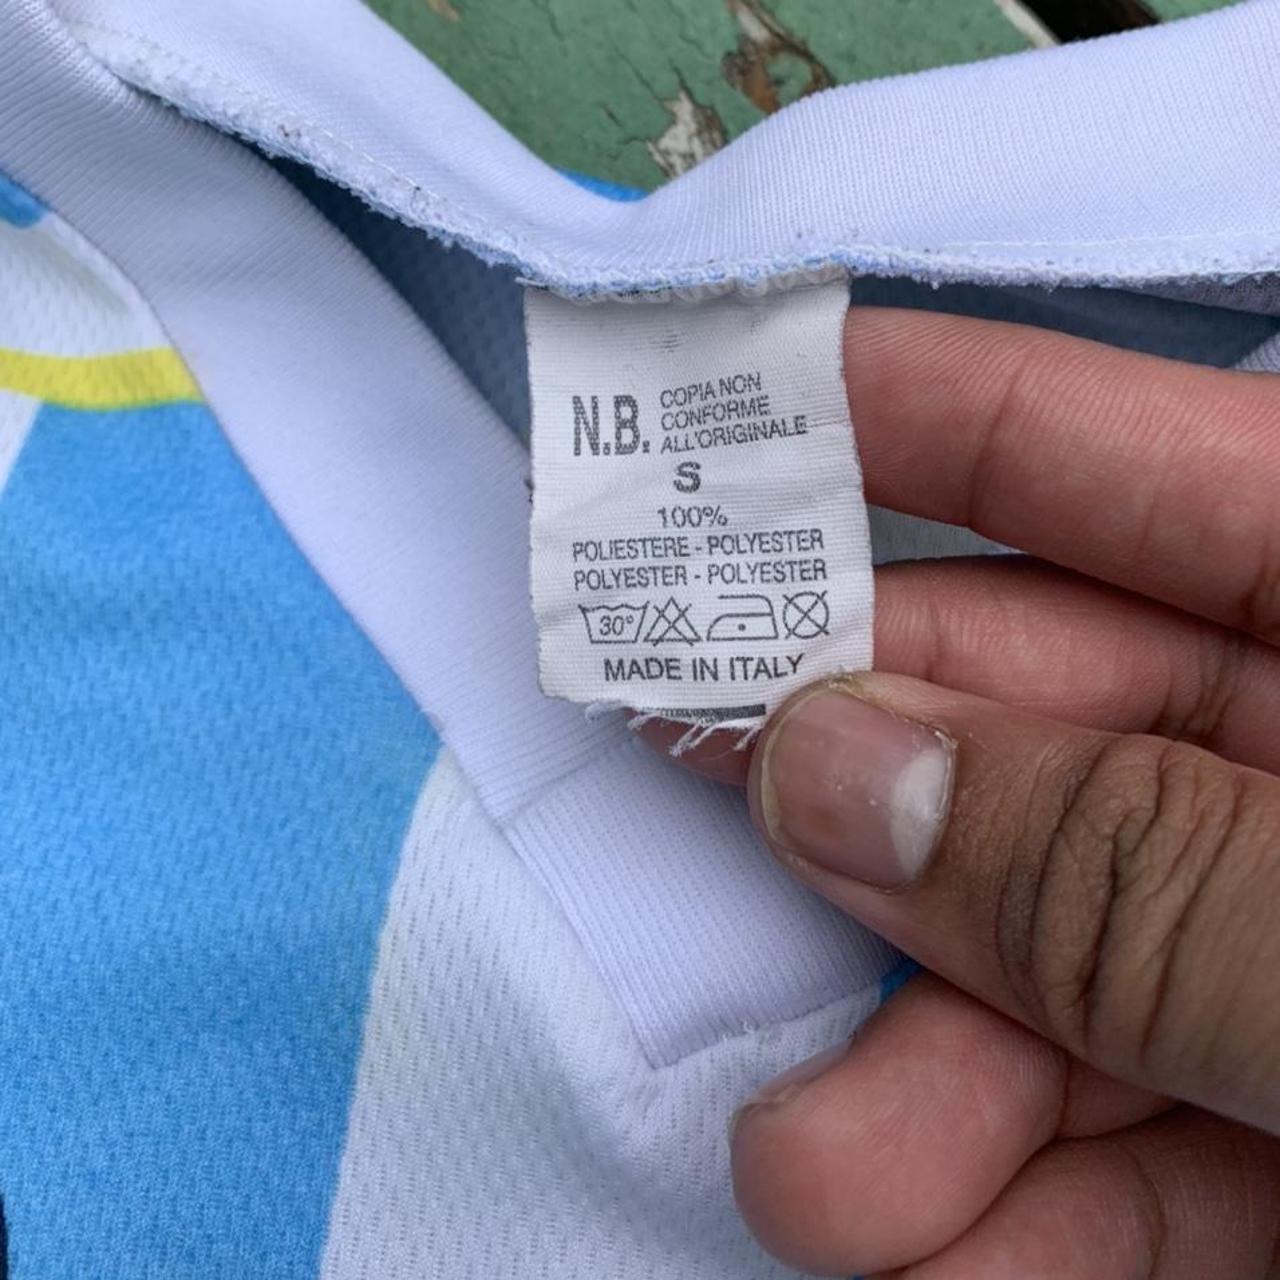 N.B. COPIA NON
CONFORME
ALL'ORIGINALE
S
100%
POLIESTERE - POLYESTER
POLYESTER - POLYESTER
30°
MADE IN ITALY